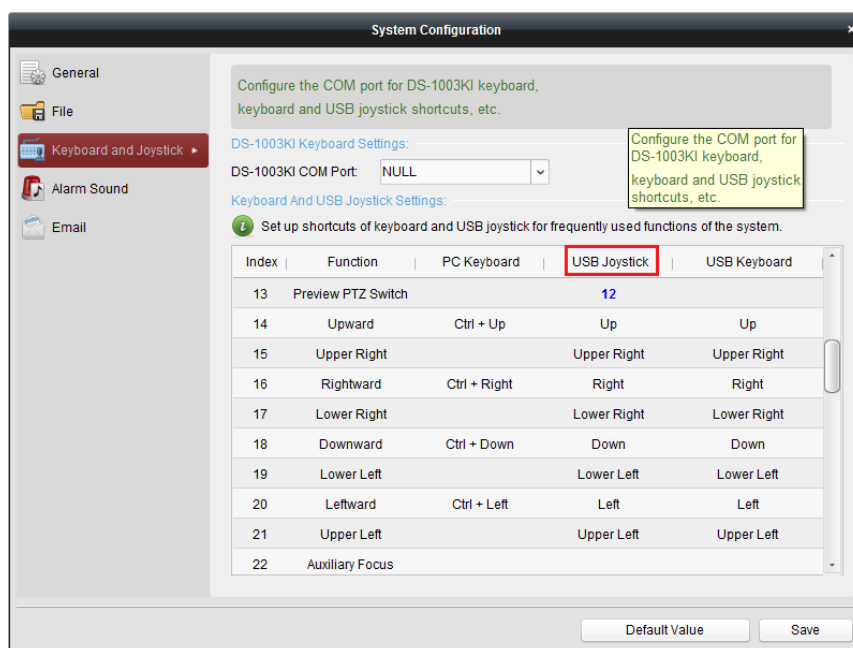 System Configuration
×
General
File
Keyboard and Joystick
Alarm Sound
Email
Configure the COM port for DS-1003KI keyboard,
keyboard and USB joystick shortcuts, etc.
DS-1003KI Keyboard Settings:
DS-1003KI COM Port: NULL
Configure the COM port for
DS-1003KI keyboard,
keyboard and USB joystick
shortcuts, etc.
Keyboard And USB Joystick Settings:
Set up shortcuts of keyboard and USB joystick for frequently used functions of the system.
Index Function PC Keyboard USB Joystick USB Keyboard
13 Preview PTZ Switch 12
14 Upward Ctrl + Up Up Up
15 Upper Right Upper Right Upper Right
16 Rightward Ctrl + Right Right Right
17 Lower Right Lower Right Lower Right
18 Downward Ctrl + Down Down Down
19 Lower Left Lower Left Lower Left
20 Leftward Ctrl + Left Left Left
21 Upper Left Upper Left Upper Left
22 Auxiliary Focus
Default Value Save